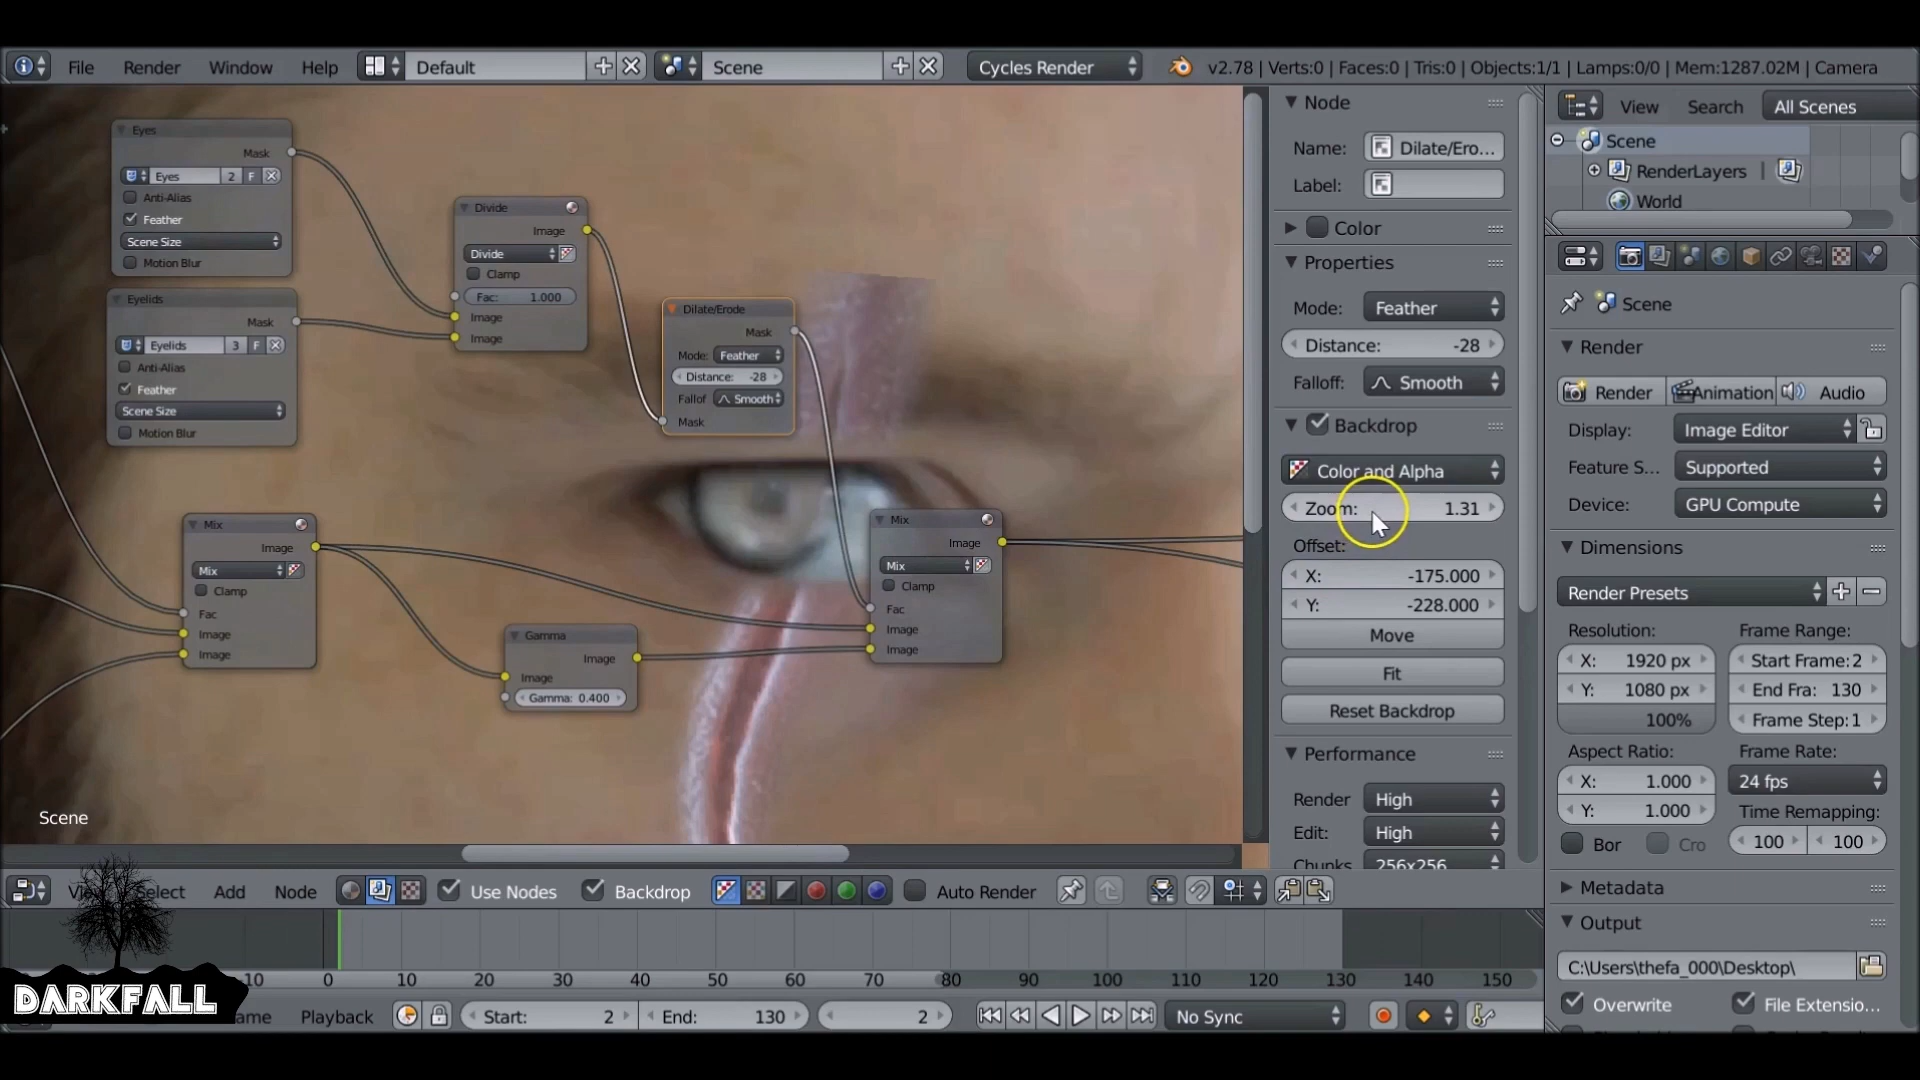 File Render Window Help Default Scene Cycles Render v2.78 | Verts:0 | Faces:0 | Tris:0 | Objects:1/1 | Lamps:0/0 | Mem:1287.02M | Camera
Eyes
Mask
Eyes 2 F
Anti-Alias
Feather
Scene Size
Motion Blur
Eyelids
Mask
Eyelids 3 F
Anti-Alias
Feather
Scene Size
Motion Blur
Divide
Image
Divide
Clamp
Fac: 1.000
Image
Image
Dilate/Erode
Mask
Mode: Feather
Distance: -28
Fallof Smooth
Mask
Mix
Image
Mix
Clamp
Fac
Image
Image
Gamma
Image
Image
Gamma: 0.400
Mix
Image
Mix
Clamp
Fac
Image
Image
Scene
Node
Name: Dilate/Ero...
Label:
Color
Properties
Mode: Feather
Distance: -28
Falloff: Smooth
Backdrop
Color and Alpha
Zoom: 1.31
Offset:
X: -175.000
Y: -228.000
Move
Fit
Reset Backdrop
Performance
Render High
Edit: High
Chunks 256x256
View Search All Scenes
Scene
RenderLayers
World
Scene
Render
Render Animation Audio
Display: Image Editor
Feature S... Supported
Device: GPU Compute
Dimensions
Render Presets
Resolution: Frame Range:
X: 1920 px Start Frame:2
Y: 1080 px End Fra: 130
100% Frame Step:1
Aspect Ratio: Frame Rate:
X: 1.000 24 fps
Y: 1.000 Time Remapping:
Bor Cro 100 100
Metadata
Output
C:\Users\thefa_000\Desktop\
Overwrite File Extensio...
Select Add Node Use Nodes Backdrop Auto Render
-10 0 10 20 30 40 50 60 70 80 90 100 110 120 130 140 150
Playback Start: 2 End: 130 2 No Sync
DARKFALL